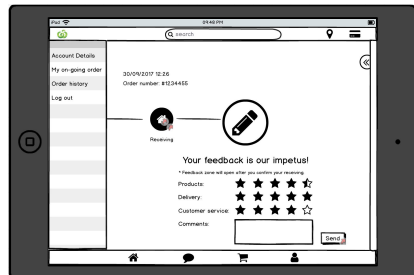 iPad
09:48 PM
search
Account Details
My on-going order
Order history
Log out
30/09/2017 12:26
Order number: #1234455
Receiving
Your feedback is our impetus!
* Feedback zone will open after you confirm your receiving
Products:
Delivery:
Customer service:
Comments:
Send